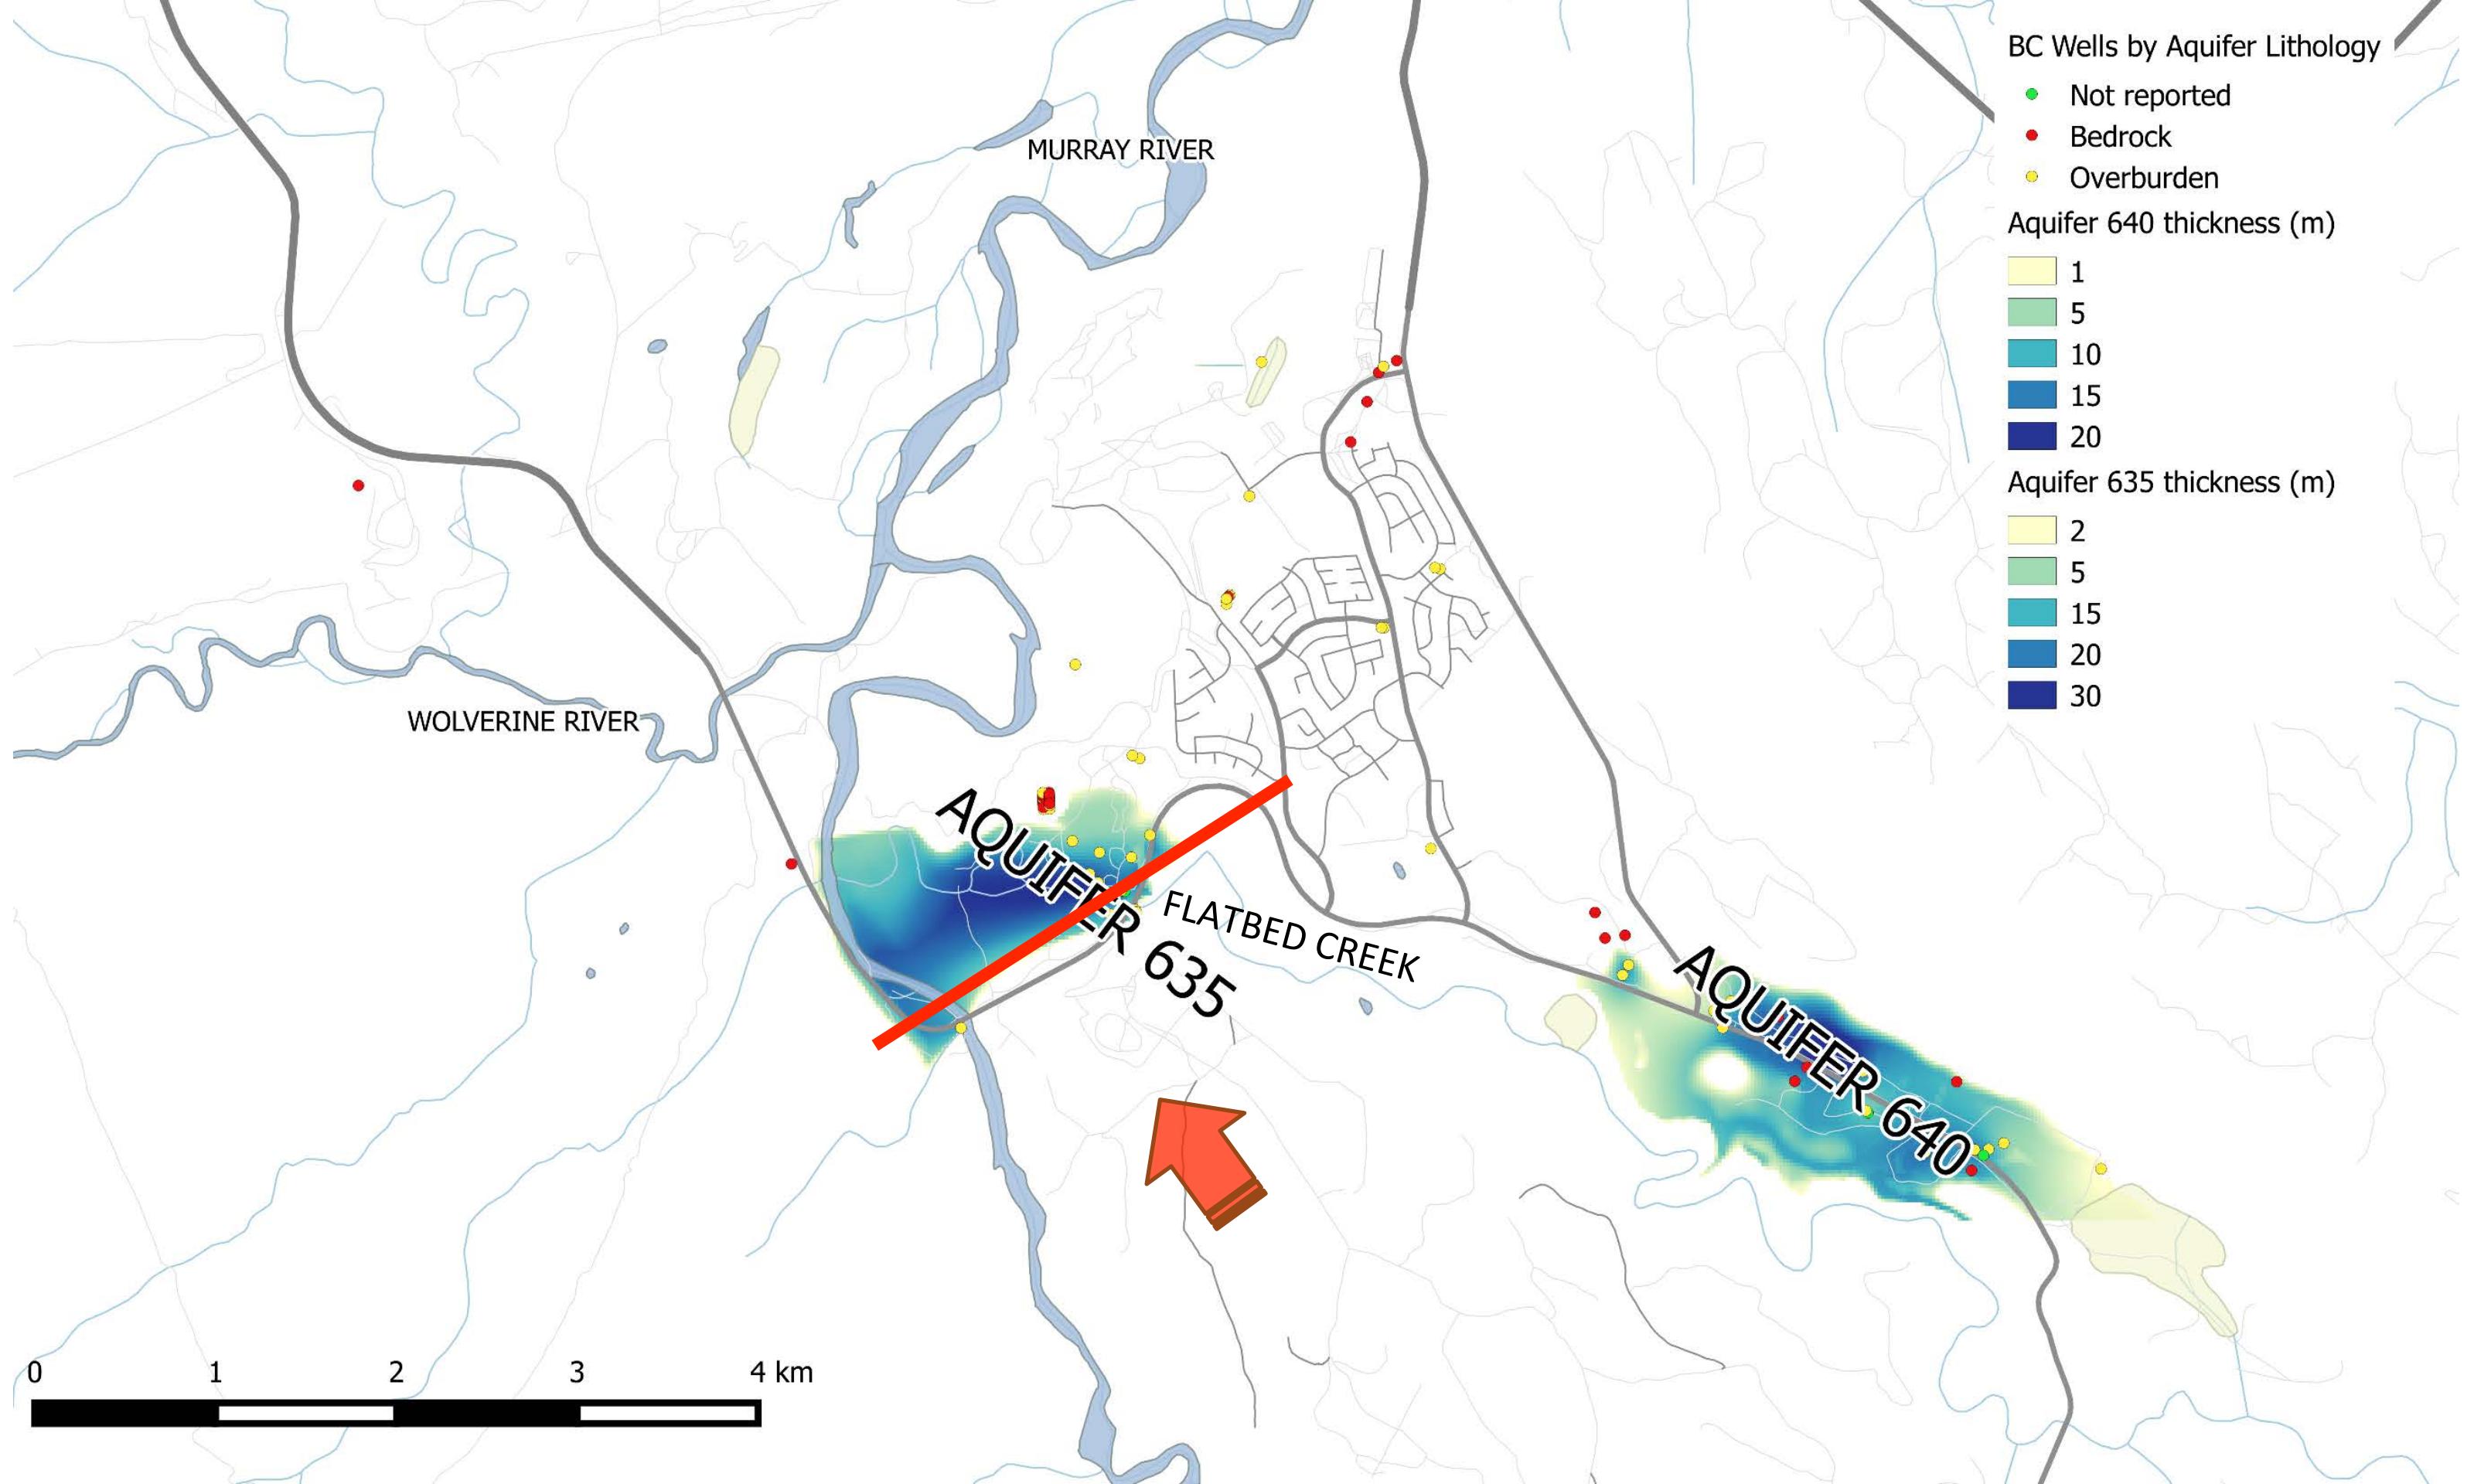 BC Wells by Aquifer Lithology
Not reported
Bedrock
Overburden
Aquifer 640 thickness (m)
1
5
10
15
20
Aquifer 635 thickness (m)
2
5
15
20
30
MURRAY RIVER
WOLVERINE RIVER
AQUIFER 635
FLATBED CREEK
AQUIFER 640
0 1 2 3 4 km